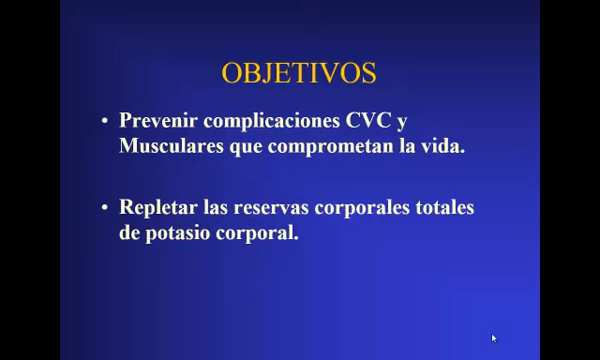 OBJETIVOS
• Prevenir complicaciones CVC y
Musculares que comprometan la vida.
• Repletar las reservas corporales totales
de potasio corporal.